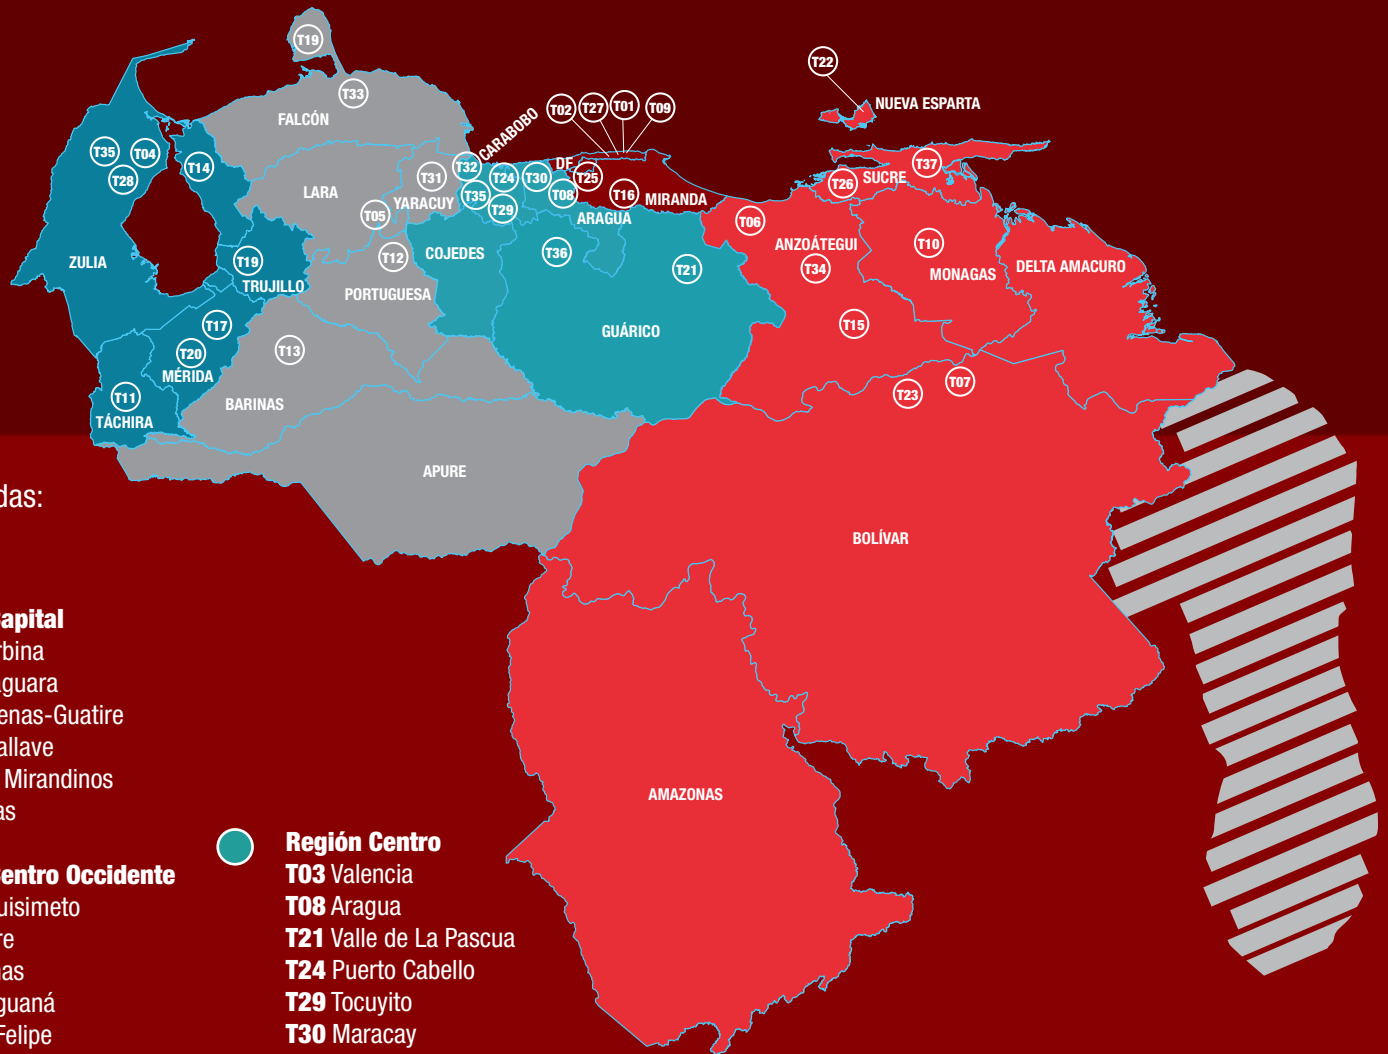 T19
T22
T33
NUEVA ESPARTA
T02
T27
T01
T09
FALCÓN
CARABOBO
T35
T04
T14
T28
T32
T24
T30
DF
T25
T37
T26
SUCRE
LARA
T31
YARACUY
T35
T29
T08
T16
MIRANDA
ARAGUA
T05
T06
ANZOÁTEGUI
T10
MONAGAS
DELTA AMACURO
ZULIA
T19
TRUJILLO
T12
COJEDES
T36
T21
T34
PORTUGUESA
GUÁRICO
T15
T17
T20
MÉRIDA
T13
T11
TÁCHIRA
BARINAS
T23
T07
APURE
BOLÍVAR
AMAZONAS
das:
Capital
rbina
aguara
enas-Guatire
allave
Mirandinos
as
entro Occidente
uisimeto
re
nas
guaná
Felipe
Región Centro
T03 Valencia
T08 Aragua
T21 Valle de La Pascua
T24 Puerto Cabello
T29 Tocuyito
T30 Maracay